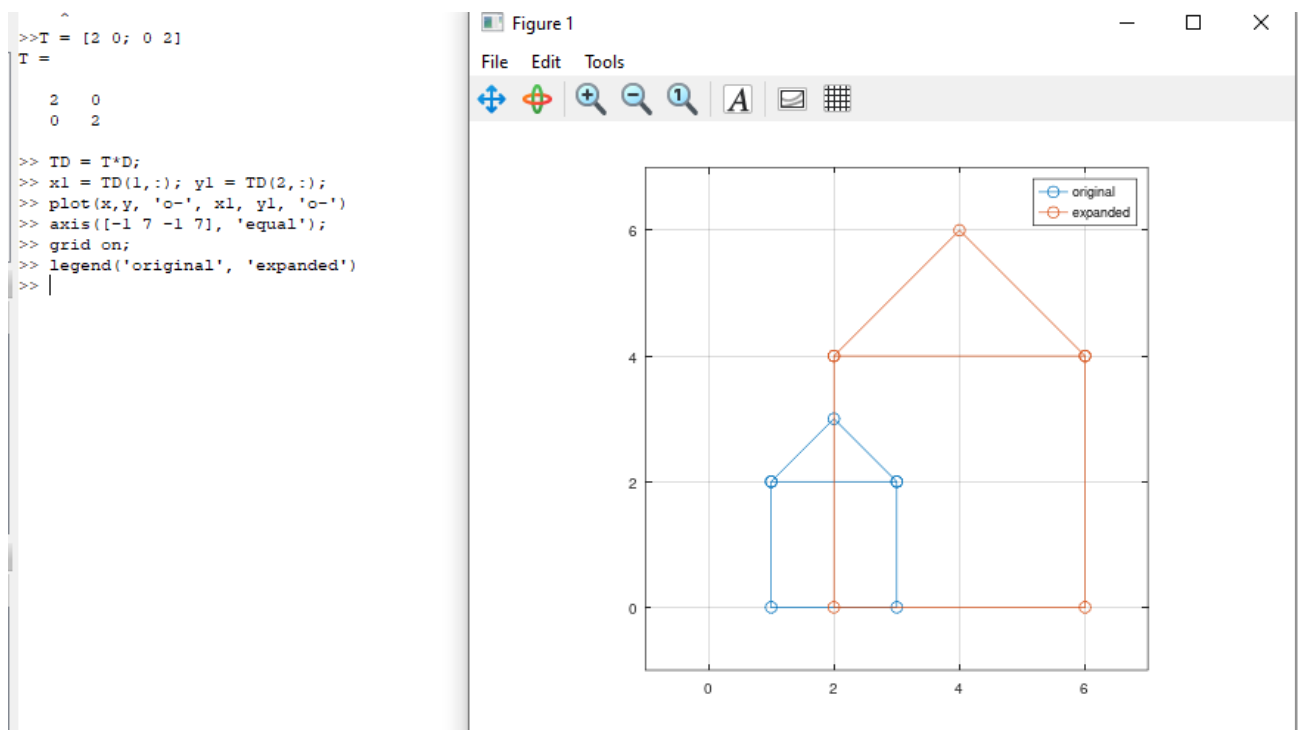 >>T = [2 0; 0 2]
T =
2 0
0 2
>> TD = T*D;
>> x1 = TD(1,:); y1 = TD(2,:);
>> plot(x,y, 'o-', x1, y1, 'o-')
>> axis([-1 7 -1 7], 'equal');
>> grid on;
>> legend('original', 'expanded')
>>
Figure 1
File Edit Tools
A
original
expanded
6
4
2
0
0 2 4 6